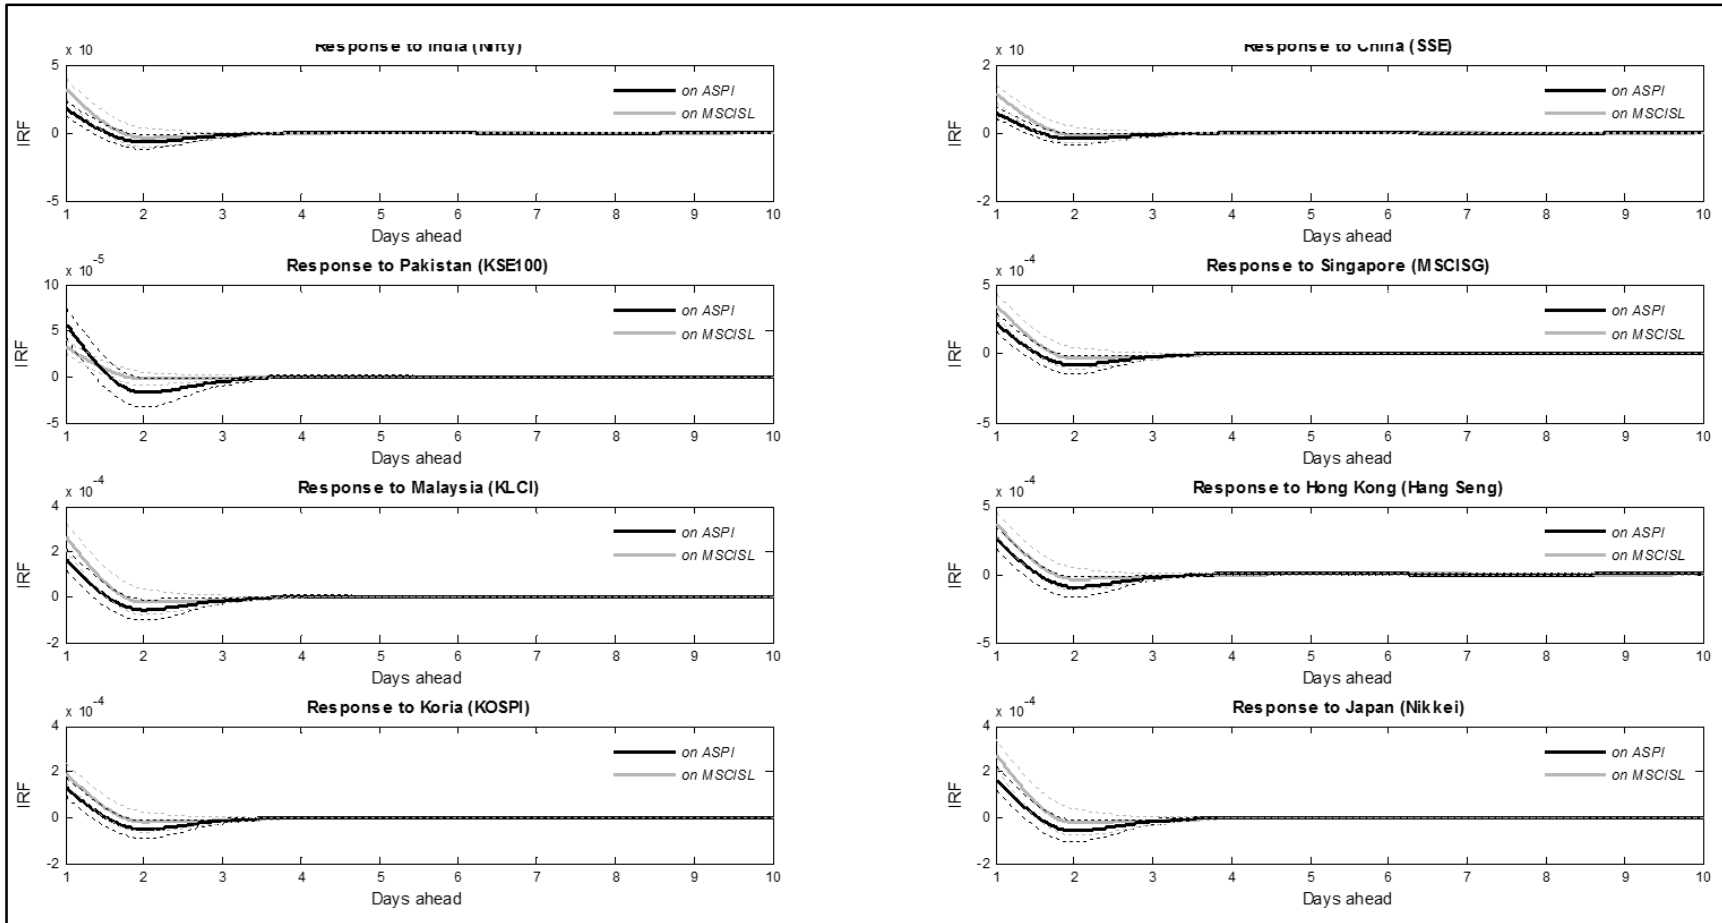 Response to India (Nifty)
x 10
5
0
-5
IRF
on ASPI
on MSCISL
1 2 3 4 5 6 7 8 9 10
Days ahead
Response to China (SSE)
x 10
2
0
-2
IRF
on ASPI
on MSCISL
1 2 3 4 5 6 7 8 9 10
Days ahead
Response to Pakistan (KSE100)
x 10^-5
10
5
0
-5
IRF
on ASPI
on MSCISL
1 2 3 4 5 6 7 8 9 10
Days ahead
Response to Singapore (MSCISG)
x 10^-4
5
0
-5
IRF
on ASPI
on MSCISL
1 2 3 4 5 6 7 8 9 10
Days ahead
Response to Malaysia (KLCI)
x 10^-4
4
2
0
-2
IRF
on ASPI
on MSCISL
1 2 3 4 5 6 7 8 9 10
Days ahead
Response to Hong Kong (Hang Seng)
x 10^-4
5
0
-5
IRF
on ASPI
on MSCISL
1 2 3 4 5 6 7 8 9 10
Days ahead
Response to Koria (KOSPI)
x 10^-4
4
2
0
-2
IRF
on ASPI
on MSCISL
1 2 3 4 5 6 7 8 9 10
Days ahead
Response to Japan (Nikkei)
x 10^-4
4
2
0
-2
IRF
on ASPI
on MSCISL
1 2 3 4 5 6 7 8 9 10
Days ahead